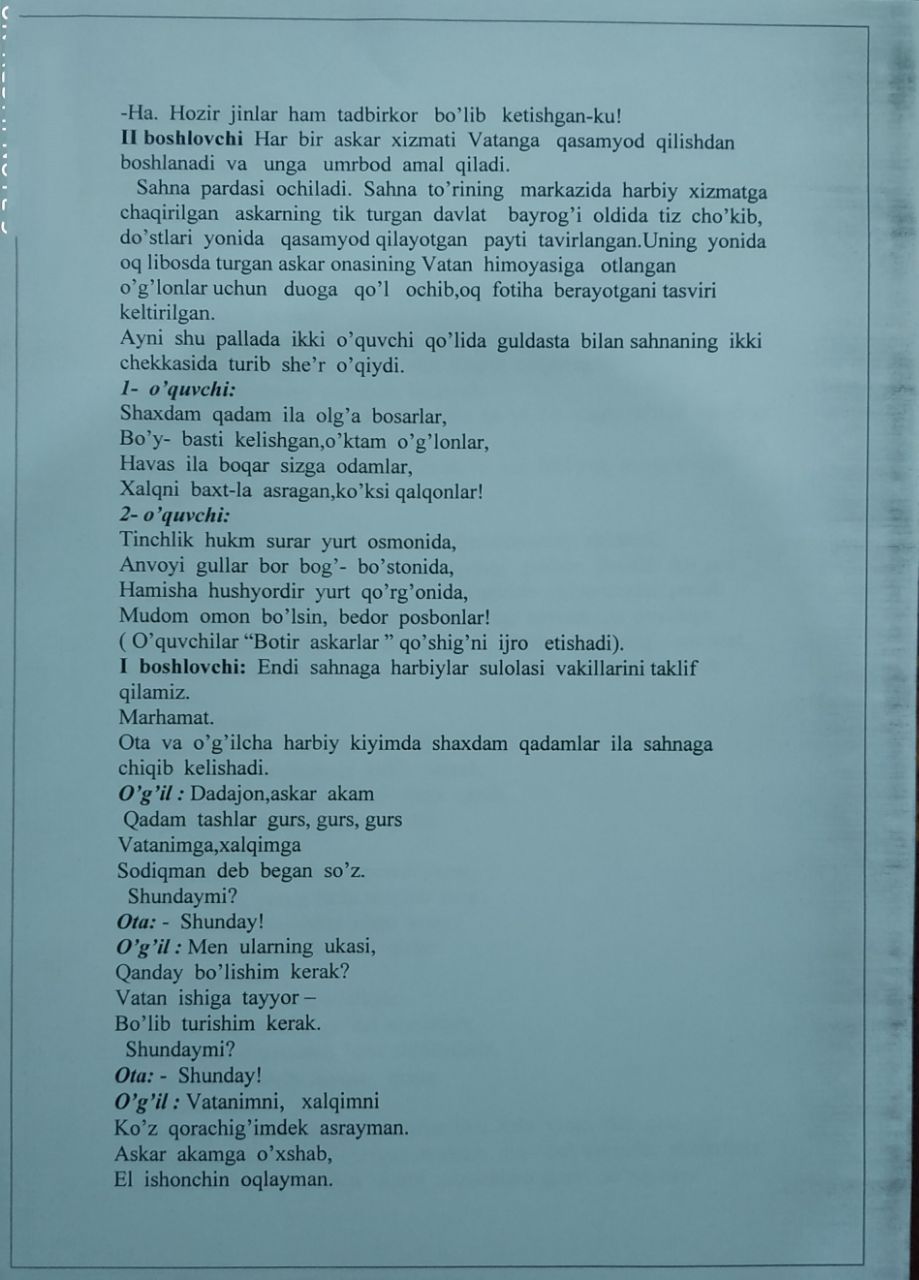 -Ha. Hozir jinlar ham tadbirkor bo’lib ketishgan-ku!
II boshlovchi Har bir askar xizmati Vatanga qasamyod qilishdan
boshlanadi va unga umrbod amal qiladi.
Sahna pardasi ochiladi. Sahna to’rining markazida harbiy xizmatga
chaqirilgan askarning tik turgan davlat bayrog’i oldida tiz cho’kib,
do’stlari yonida qasamyod qilayotgan payti tavirlangan.Uning yonida
oq libosda turgan askar onasining Vatan himoyasiga otlangan
o’g’lonlar uchun duoga qo’l ochib,oq fotiha berayotgani tasviri
keltirilgan.
Ayni shu pallada ikki o’quvchi qo’lida guldasta bilan sahnaning ikki
chekkasida turib she’r o’qiydi.
1- o’quvchi:
Shaxdam qadam ila olg’a bosarlar,
Bo’y- basti kelishgan,o’ktam o’g’lonlar,
Havas ila boqar sizga odamlar,
Xalqni baxt-la asragan,ko’ksi qalqonlar!
2- o’quvchi:
Tinchlik hukm surar yurt osmonida,
Anvoyi gullar bor bog’- bo’stonida,
Hamisha hushyordir yurt qo’rg’onida,
Mudom omon bo’lsin, bedor posbonlar!
( O’quvchilar “Botir askarlar ” qo’shig’ni ijro etishadi).
I boshlovchi: Endi sahnaga harbiylar sulolasi vakillarini taklif
qilamiz.
Marhamat.
Ota va o’g’ilcha harbiy kiyimda shaxdam qadamlar ila sahnaga
chiqib kelishadi.
O’g’il : Dadajon,askar akam
Qadam tashlar gurs, gurs, gurs
Vatanimga,xalqimga
Sodiqman deb began so’z.
Shundaymi?
Ota: - Shunday!
O’g’il : Men ularning ukasi,
Qanday bo’lishim kerak?
Vatan ishiga tayyor –
Bo’lib turishim kerak.
Shundaymi?
Ota: - Shunday!
O’g’il : Vatanimni, xalqimni
Ko’z qorachig’imdek asrayman.
Askar akamga o’xshab,
El ishonchin oqlayman.